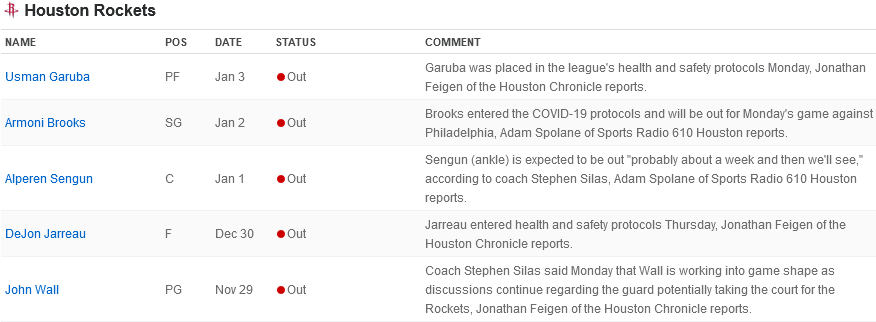 Houston Rockets
NAME POS DATE STATUS COMMENT
Usman Garuba PF Jan 3 Out Garuba was placed in the league's health and safety protocols Monday, Jonathan
Feigen of the Houston Chronicle reports.
Armoni Brooks SG Jan 2 Out Brooks entered the COVID-19 protocols and will be out for Monday's game against
Philadelphia, Adam Spolane of Sports Radio 610 Houston reports.
Alperen Sengun C Jan 1 Out Sengun (ankle) is expected to be out "probably about a week and then we'll see,"
according to coach Stephen Silas, Adam Spolane of Sports Radio 610 Houston
reports.
DeJon Jarreau F Dec 30 Out Jarreau entered health and safety protocols Thursday, Jonathan Feigen of the
Houston Chronicle reports.
John Wall PG Nov 29 Out Coach Stephen Silas said Monday that Wall is working into game shape as
discussions continue regarding the guard potentially taking the court for the
Rockets, Jonathan Feigen of the Houston Chronicle reports.